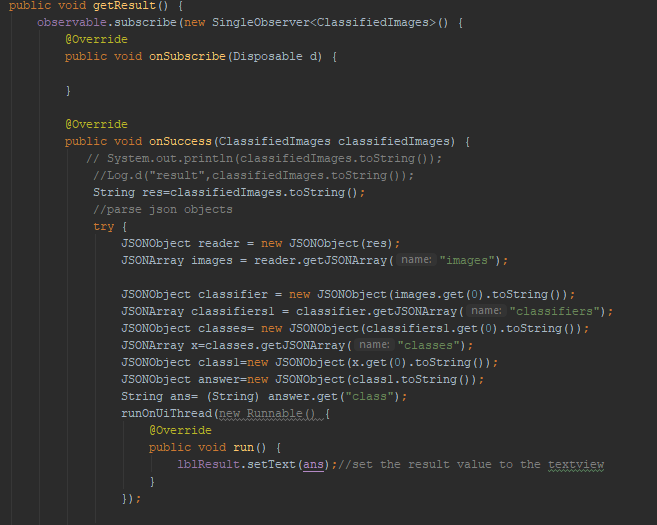 public void getResult() {
observable.subscribe(new SingleObserver<ClassifiedImages>() {
@Override
public void onSubscribe(Disposable d) {
}
@Override
public void onSuccess(ClassifiedImages classifiedImages) {
// System.out.println(classifiedImages.toString());
//Log.d("result",classifiedImages.toString());
String res=classifiedImages.toString();
//parse json objects
try {
JSONObject reader = new JSONObject(res);
JSONArray images = reader.getJSONArray( name: "images");
JSONObject classifier = new JSONObject(images.get(0).toString());
JSONArray classifiers1 = classifier.getJSONArray( name: "classifiers");
JSONObject classes= new JSONObject(classifiers1.get(0).toString());
JSONArray x=classes.getJSONArray( name: "classes");
JSONObject class1=new JSONObject(x.get(0).toString());
JSONObject answer=new JSONObject(class1.toString());
String ans= (String) answer.get("class");
runOnUiThread(new Runnable() {
@Override
public void run() {
lblResult.setText(ans);//set the result value to the textview
}
});